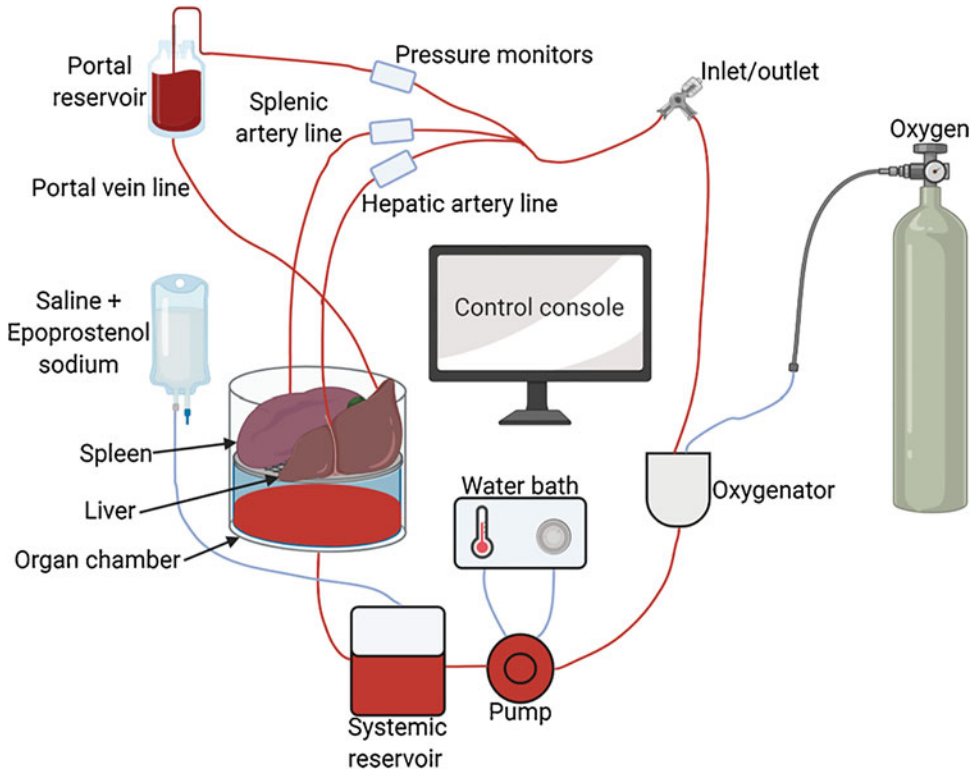 Portal
reservoir
Pressure monitors
Inlet/outlet
Splenic
artery line
Oxygen
Portal vein line
Hepatic artery line
Saline +
Epoprostenol
sodium
Control console
Spleen
Liver
Organ chamber
Water bath
Oxygenator
Pump
Systemic
reservoir